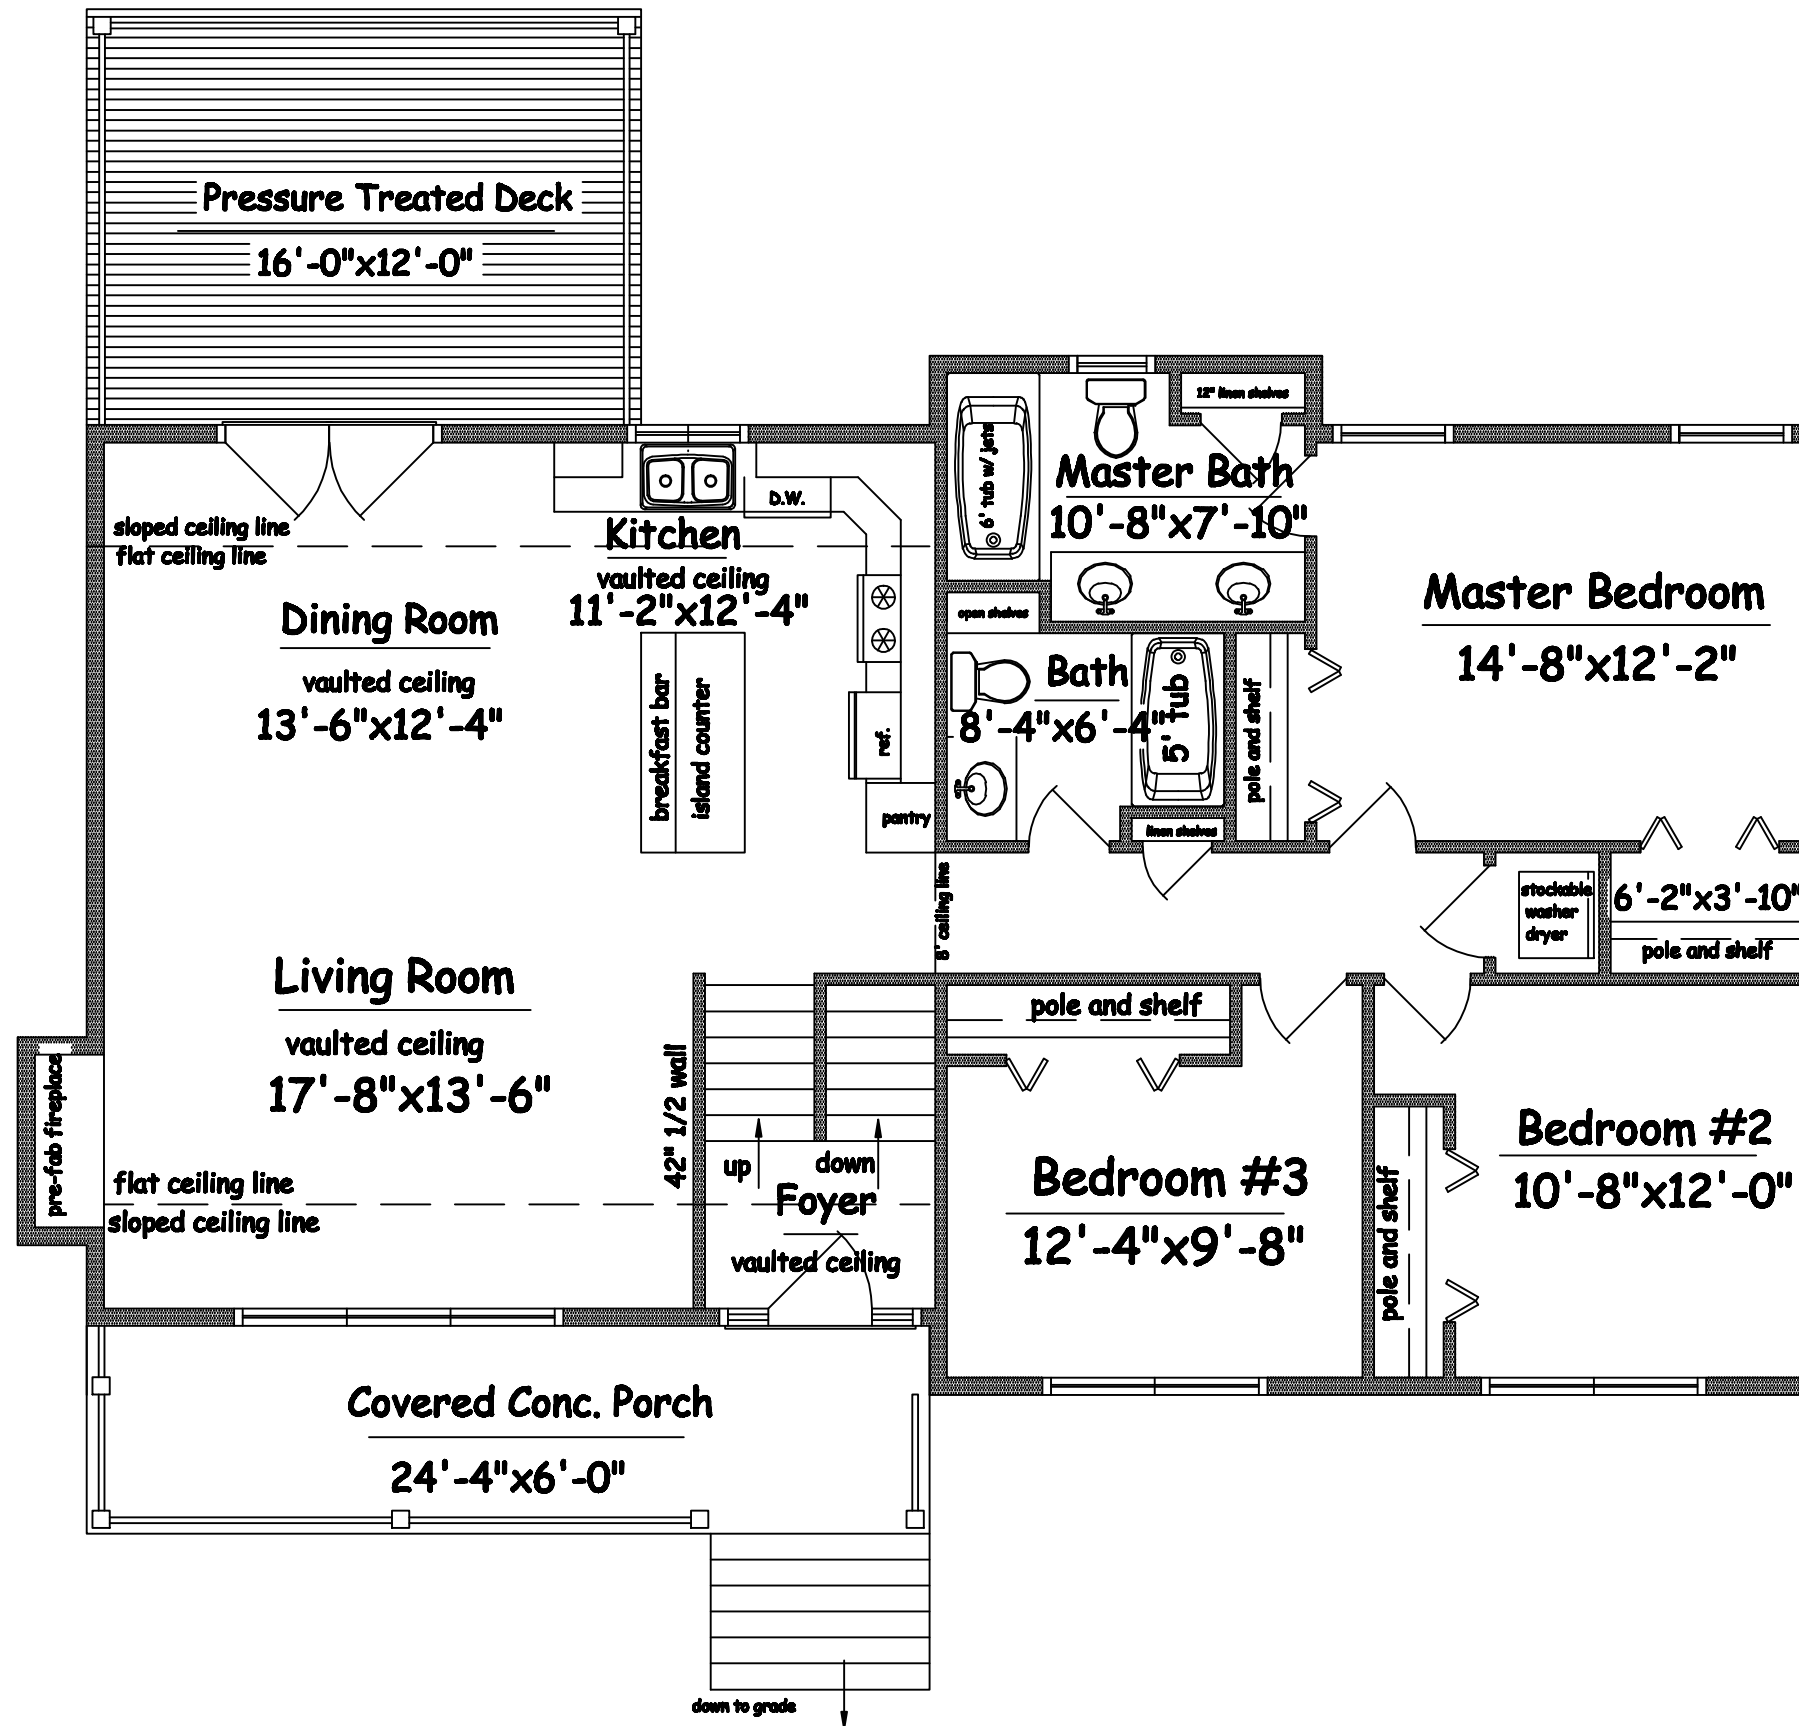 Pressure Treated Deck
16'-0"x12'-0"
12" linen shelves
6' tub w/ jets
Master Bath
10'-8"x7'-10"
D.W.
sloped ceiling line
flat ceiling line
Kitchen
vaulted ceiling
11'-2"x12'-4"
Dining Room
vaulted ceiling
13'-6"x12'-4"
Master Bedroom
14'-8"x12'-2"
open shelves
Bath
8'-4"x6'-4"
5' tub
pole and shelf
breakfast bar
island counter
ref.
pantry
linen shelves
8' ceiling line
stackable
washer
dryer
6'-2"x3'-10"
pole and shelf
Living Room
vaulted ceiling
17'-8"x13'-6"
pre-fab fireplace
42" 1/2 wall
pole and shelf
up
down
Foyer
vaulted ceiling
flat ceiling line
sloped ceiling line
Bedroom #3
12'-4"x9'-8"
pole and shelf
Bedroom #2
10'-8"x12'-0"
Covered Conc. Porch
24'-4"x6'-0"
down to grade